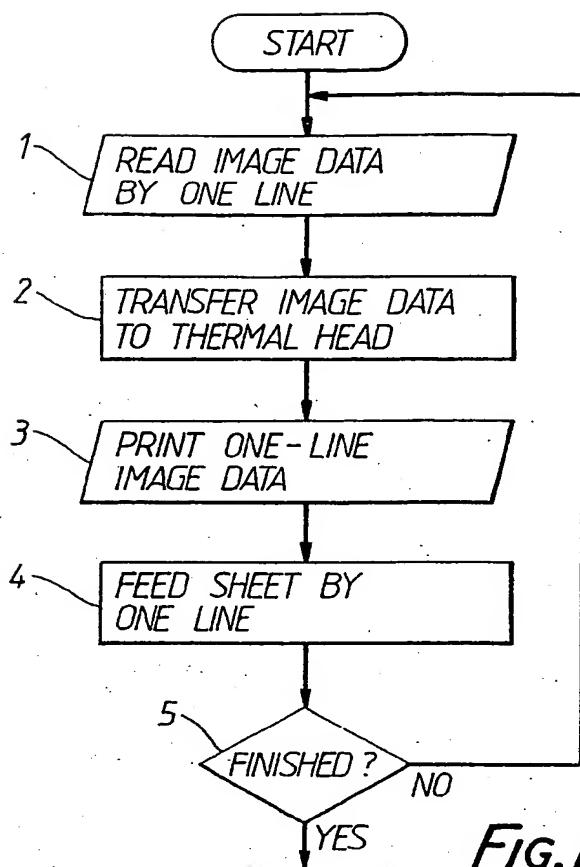 START
1
READ IMAGE DATA
BY ONE LINE
2
TRANSFER IMAGE DATA
TO THERMAL HEAD
3
PRINT ONE-LINE
IMAGE DATA
4
FEED SHEET BY
ONE LINE
5
FINISHED?
NO
YES
FIG.